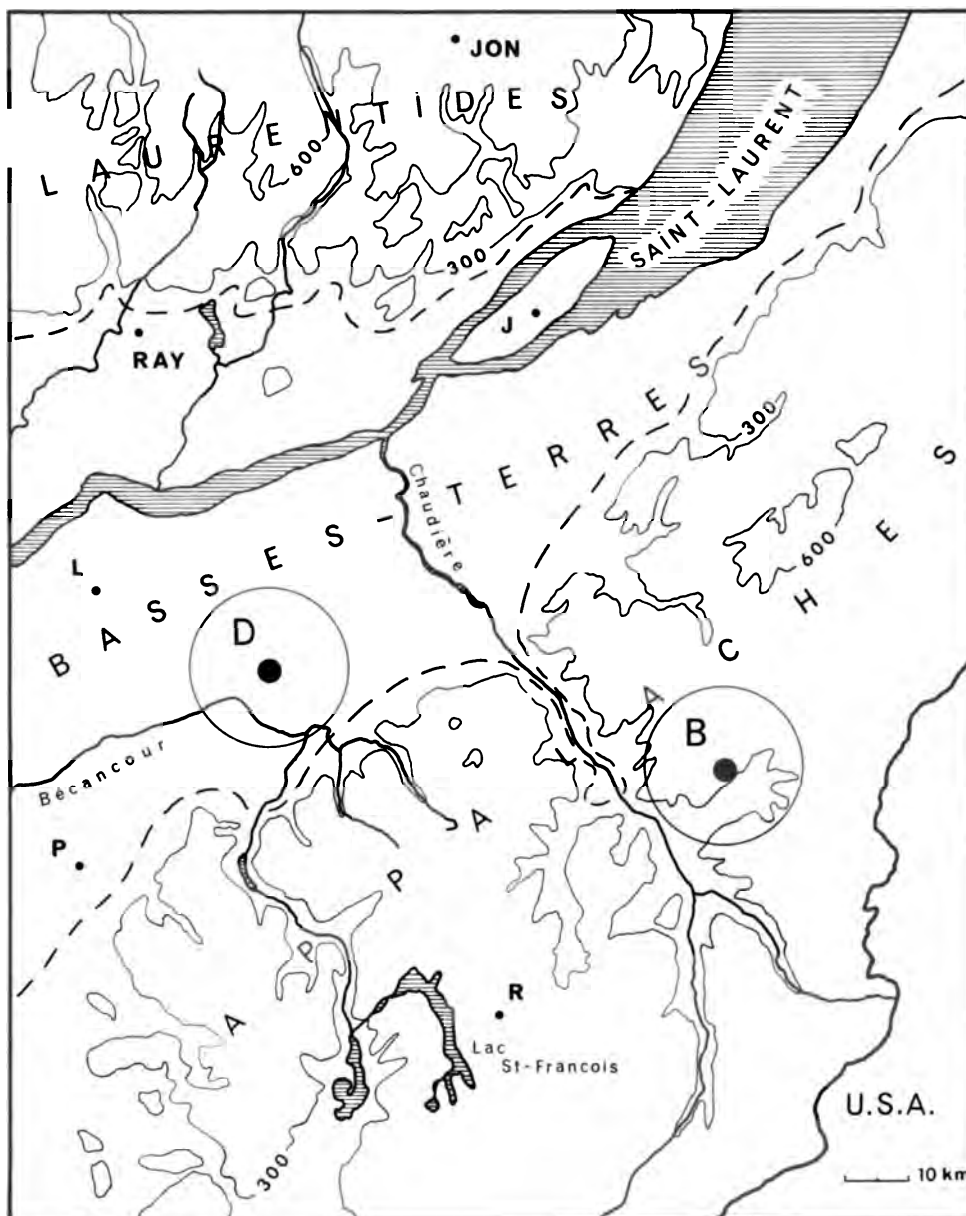 JON
LAURENTiDES
600
SAiNT-LAURENT
300
J
RAY
BASSES-TERRES
300
Chaudière
600
L
D
B
Bécancour
P
APPALACHES
R
Lac
St-Francois
U.S.A.
300
10 km